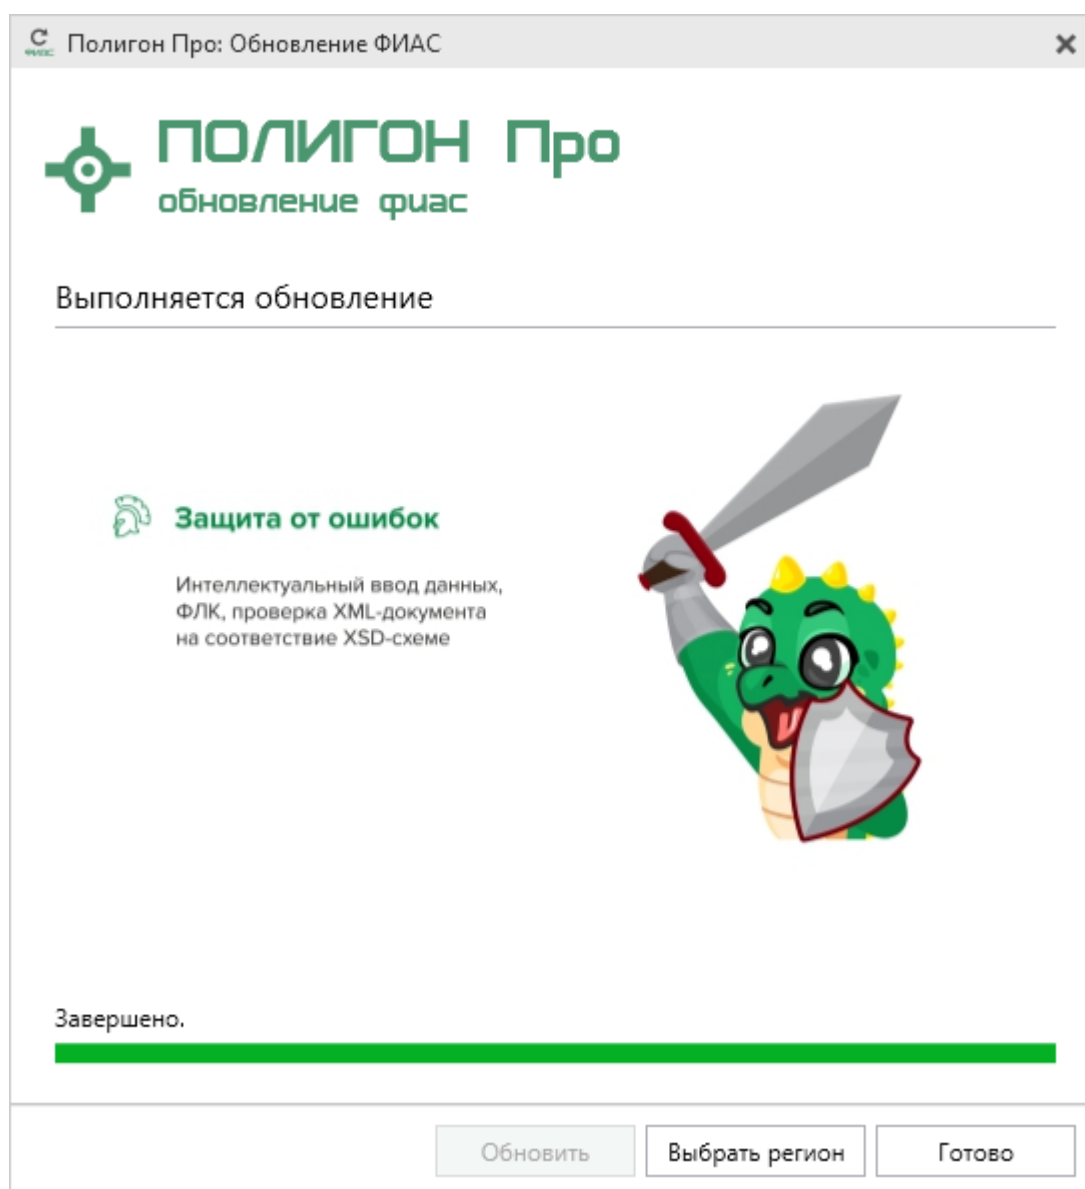 Полигон Про: Обновление ФИАС
ПОЛИГОН Про
обновление фиас
Выполняется обновление
Защита от ошибок
Интеллектуальный ввод данных,
ФЛК, проверка XML-документа
на соответствие XSD-схеме
Завершено.
Обновить
Выбрать регион
Готово